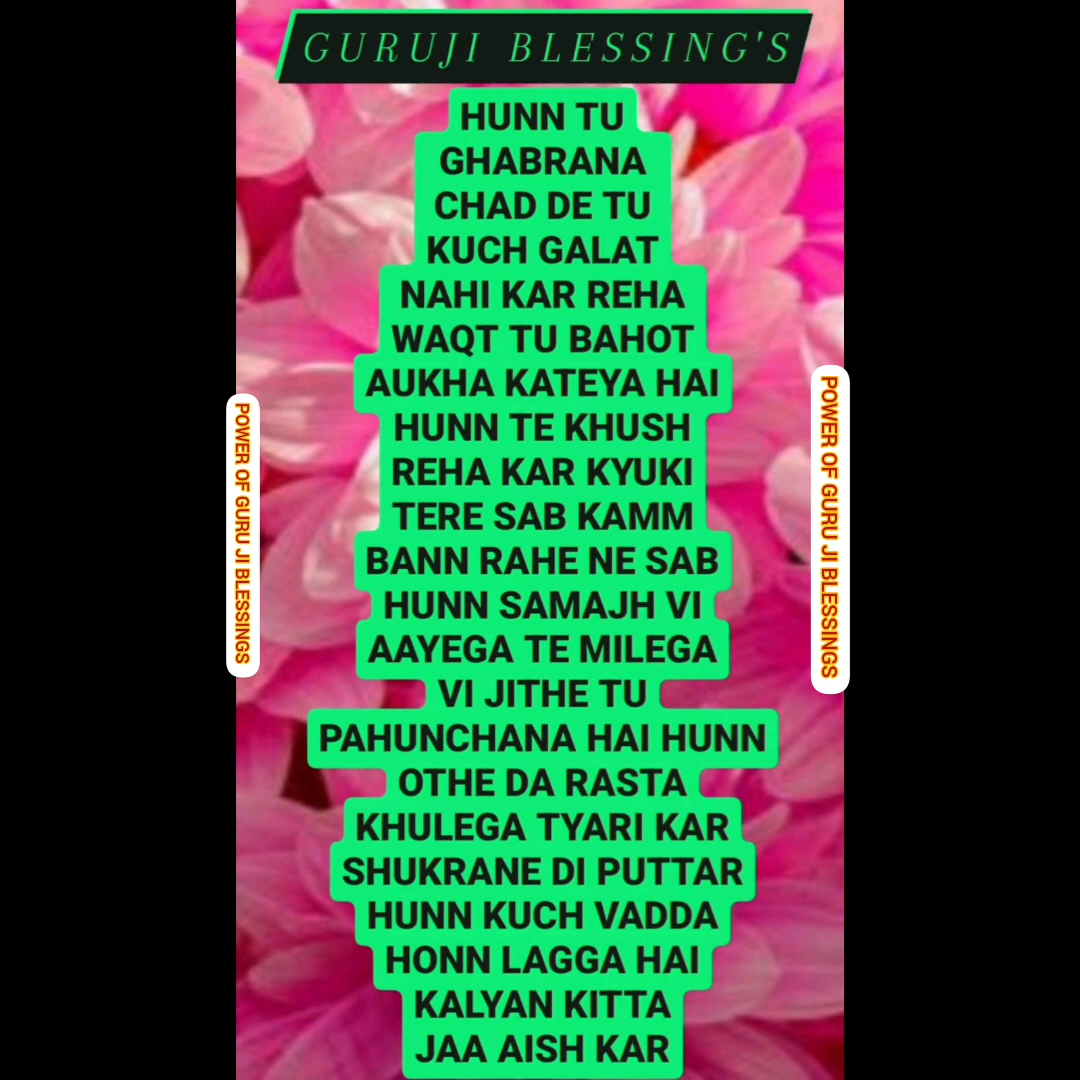 GURUJI BLESSING'S
HUNN TU
GHABRANA
CHAD DE TU
KUCH GALAT
NAHI KAR REHA
WAQT TU BAHOT
AUKHA KATEYA HAI
HUNN TE KHUSH
REHA KAR KYUKI
TERE SAB KAMM
BANN RAHE NE SAB
HUNN SAMAJH VI
AAYEGA TE MILEGA
VI JITHE TU
PAHUNCHANA HAI HUNN
OTHE DA RASTA
KHULEGA TYARI KAR
SHUKRANE DI PUTTAR
HUNN KUCH VADDA
HONN LAGGA HAI
KALYAN KITTA
JAA AISH KAR
POWER OF GURU JI BLESSINGS
POWER OF GURU JI BLESSINGS